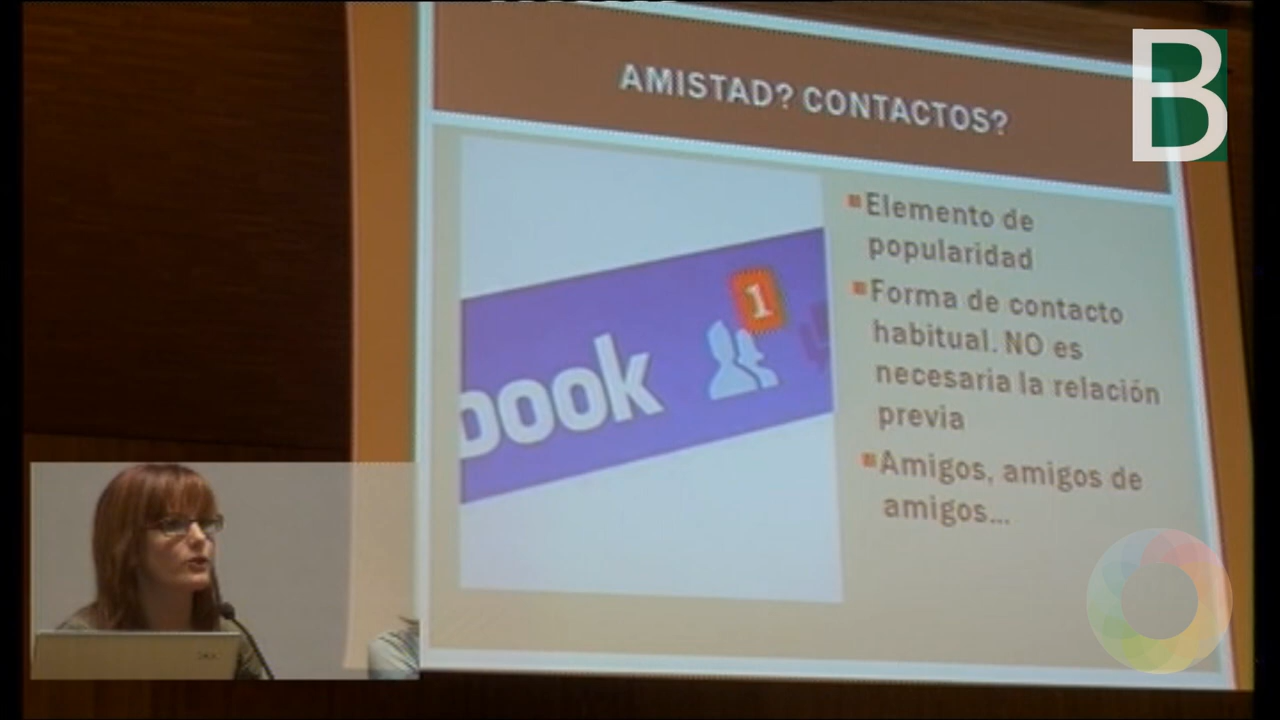 B
AMISTAD? CONTACTOS?
Elemento de
popularidad
Forma de contacto
habitual. NO es
necesaria la relación
previa
Amigos, amigos de
amigos...
book
1